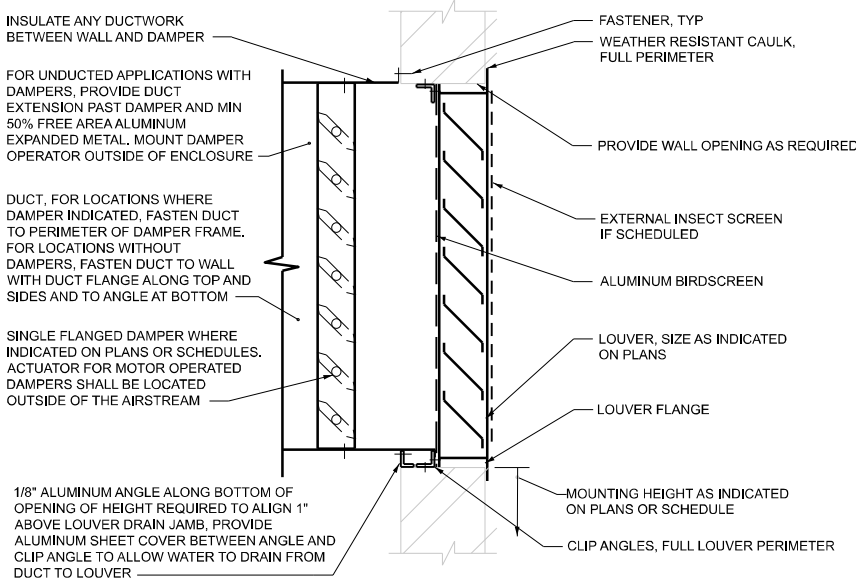 INSULATE ANY DUCTWORK
BETWEEN WALL AND DAMPER
FOR UNDUCTED APPLICATIONS WITH
DAMPERS, PROVIDE DUCT
EXTENSION PAST DAMPER AND MIN
50% FREE AREA ALUMINUM
EXPANDED METAL. MOUNT DAMPER
OPERATOR OUTSIDE OF ENCLOSURE
DUCT, FOR LOCATIONS WHERE
DAMPER INDICATED, FASTEN DUCT
TO PERIMETER OF DAMPER FRAME.
FOR LOCATIONS WITHOUT
DAMPERS, FASTEN DUCT TO WALL
WITH DUCT FLANGE ALONG TOP AND
SIDES AND TO ANGLE AT BOTTOM
SINGLE FLANGED DAMPER WHERE
INDICATED ON PLANS OR SCHEDULES.
ACTUATOR FOR MOTOR OPERATED
DAMPERS SHALL BE LOCATED
OUTSIDE OF THE AIRSTREAM
1/8" ALUMINUM ANGLE ALONG BOTTOM OF
OPENING OF HEIGHT REQUIRED TO ALIGN 1"
ABOVE LOUVER DRAIN JAMB, PROVIDE
ALUMINUM SHEET COVER BETWEEN ANGLE AND
CLIP ANGLE TO ALLOW WATER TO DRAIN FROM
DUCT TO LOUVER
FASTENER, TYP
WEATHER RESISTANT CAULK,
FULL PERIMETER
PROVIDE WALL OPENING AS REQUIRED
EXTERNAL INSECT SCREEN
IF SCHEDULED
ALUMINUM BIRDSCREEN
LOUVER, SIZE AS INDICATED
ON PLANS
LOUVER FLANGE
MOUNTING HEIGHT AS INDICATED
ON PLANS OR SCHEDULE
CLIP ANGLES, FULL LOUVER PERIMETER